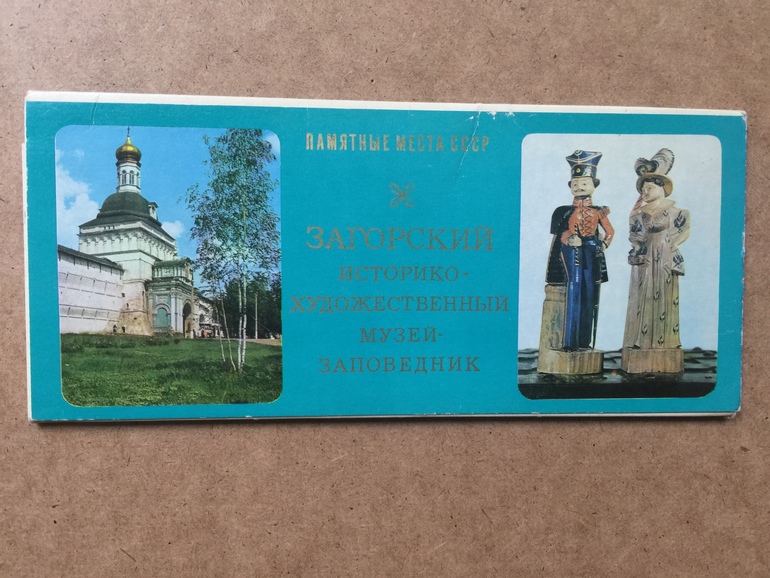 ПАМЯТНЫЕ МЕСТА СССР
ЗАГОРСКИЙ
ИСТОРИКО-
ХУДОЖЕСТВЕННЫЙ
МУЗЕЙ-
ЗАПОВЕДНИК